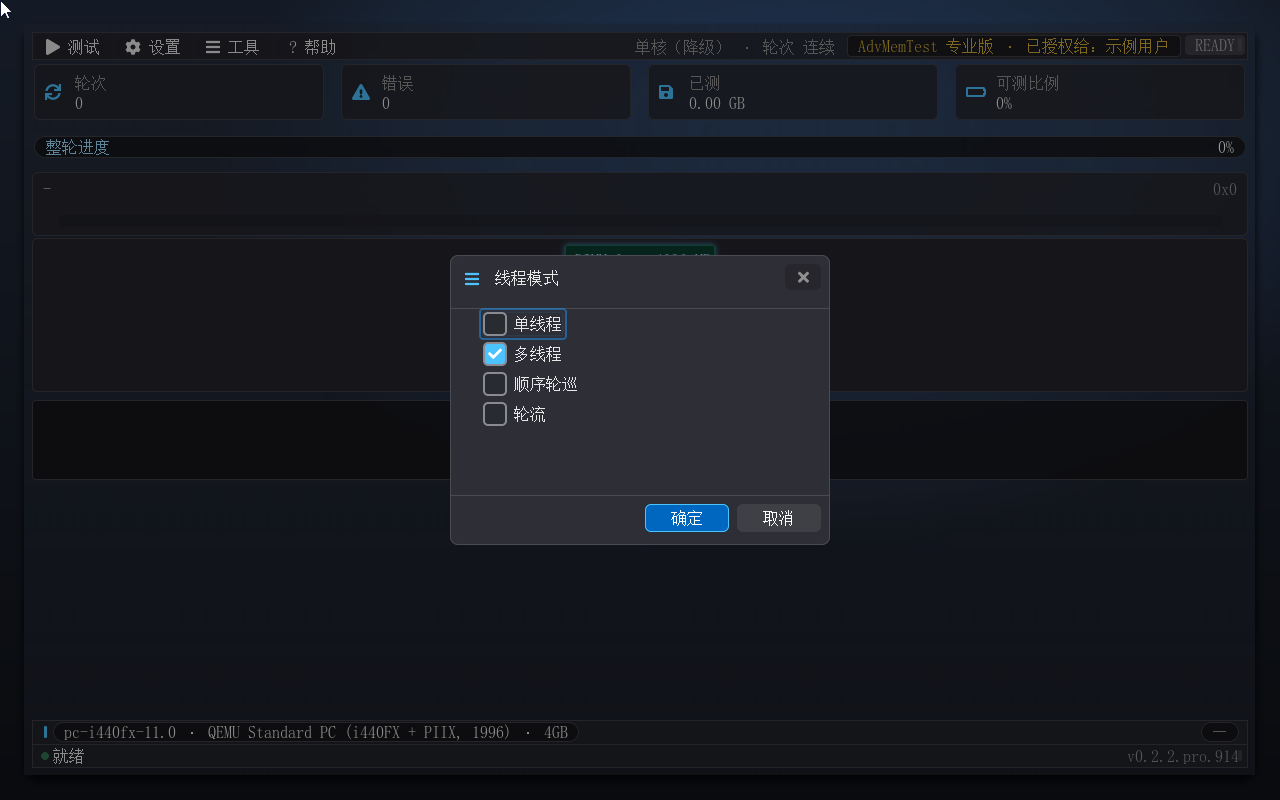 测试 设置 工具 ? 帮助 单核（降级） · 轮次 连续 AdvMemTest 专业版 · 已授权给：示例用户 READY
轮次 错误 已测 可测比例
0 0 0.00 GB 0%
整轮进度 0%
— 0x0
线程模式
单线程
多线程
顺序轮巡
轮流
确定 取消
pc-i440fx-11.0 · QEMU Standard PC (i440FX + PIIX, 1996) · 4GB —
就绪 v0.2.2.pro.914